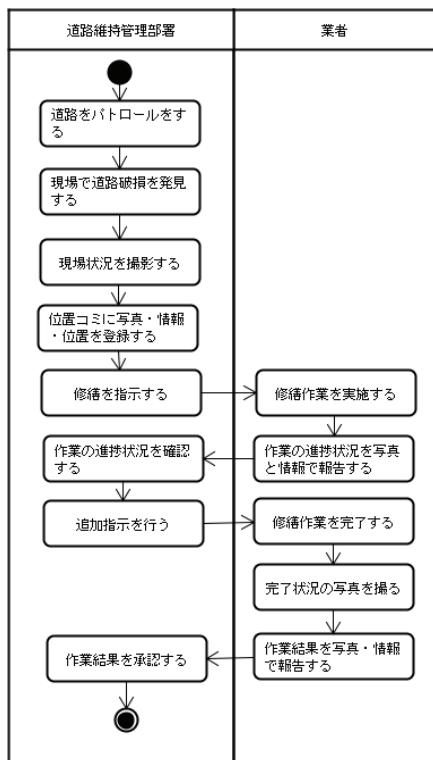 道路維持管理部署
業者
道路をパトロールをす
る
現場で道路破損を発見
する
現場状況を撮影する
位置コミに写真・情報
・位置を登録する
修繕を指示する
修繕作業を実施する
作業の進捗状況を確認
する
作業の進捗状況を写真
と情報で報告する
追加指示を行う
修繕作業を完了する
完了状況の写真を撮る
作業結果を承認する
作業結果を写真・情報
で報告する